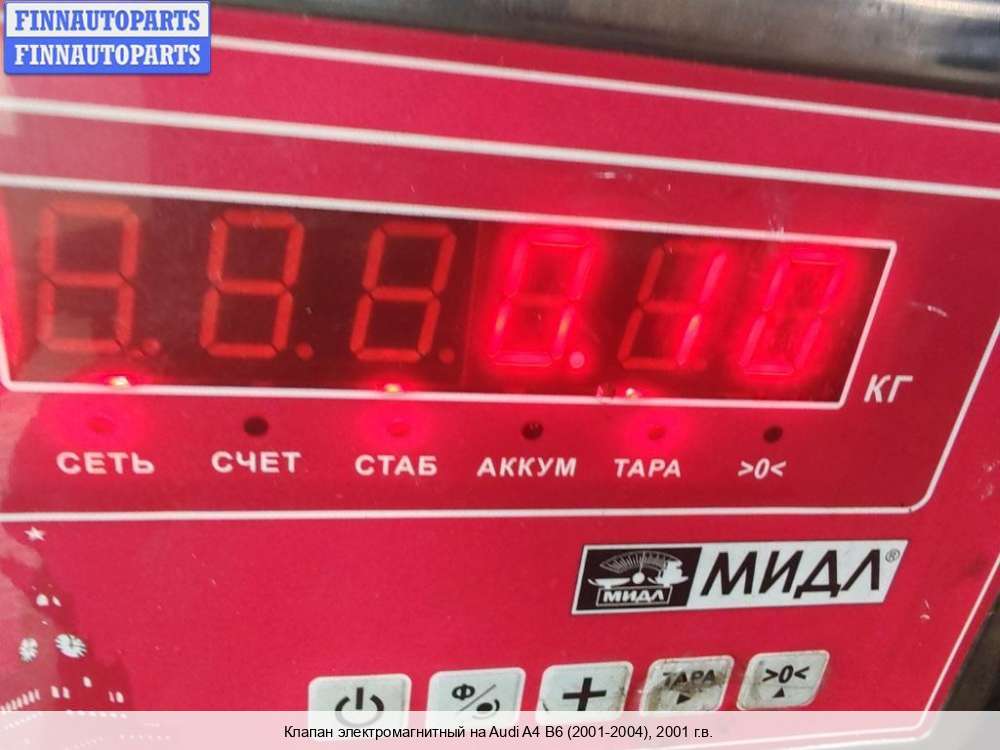 FINNAUTOPARTS
FINNAUTOPARTS
0.10
КГ
СЕТЬ СЧЕТ СТАБ АККУМ ТАРА >0<
МИДЛ МИДЛ®
Ф ТАРА >0<
Клапан электромагнитный на Audi A4 B6 (2001-2004), 2001 г.в.